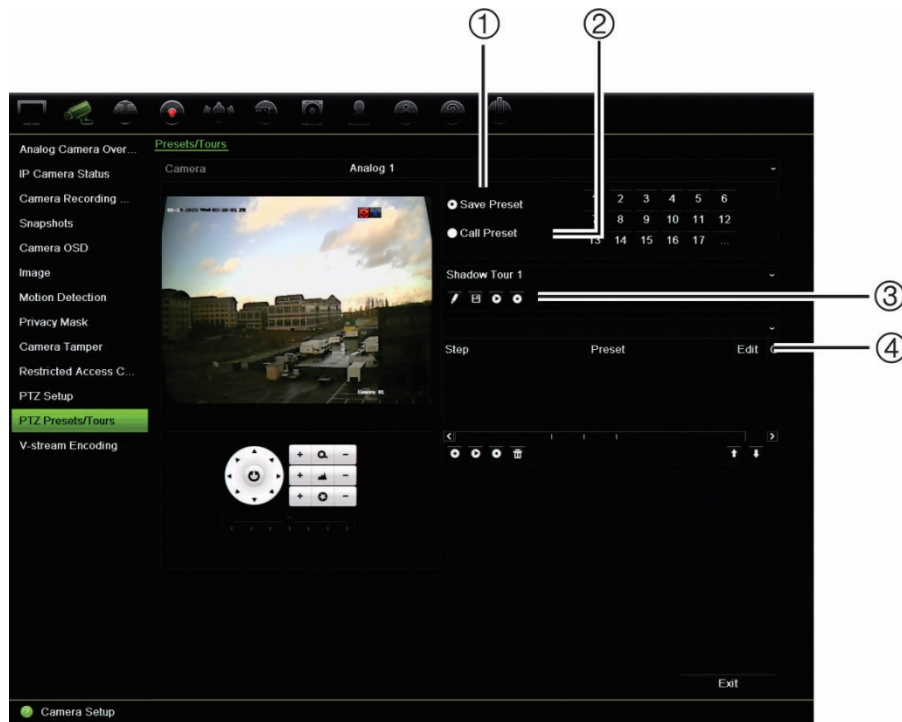 ① ②
Analog Camera Over...
IP Camera Status
Camera Recording ...
Snapshots
Camera OSD
Image
Motion Detection
Privacy Mask
Camera Tamper
Restricted Access C...
PTZ Setup
PTZ Presets/Tours
V-stream Encoding
Presets/Tours
Camera Analog 1
Camera 01
Save Preset
Call Preset
2 3 4 5 6
8 9 10 11 12
13 14 15 16 17 ...
Shadow Tour 1
③
Step Preset Edit
④
Exit
Camera Setup